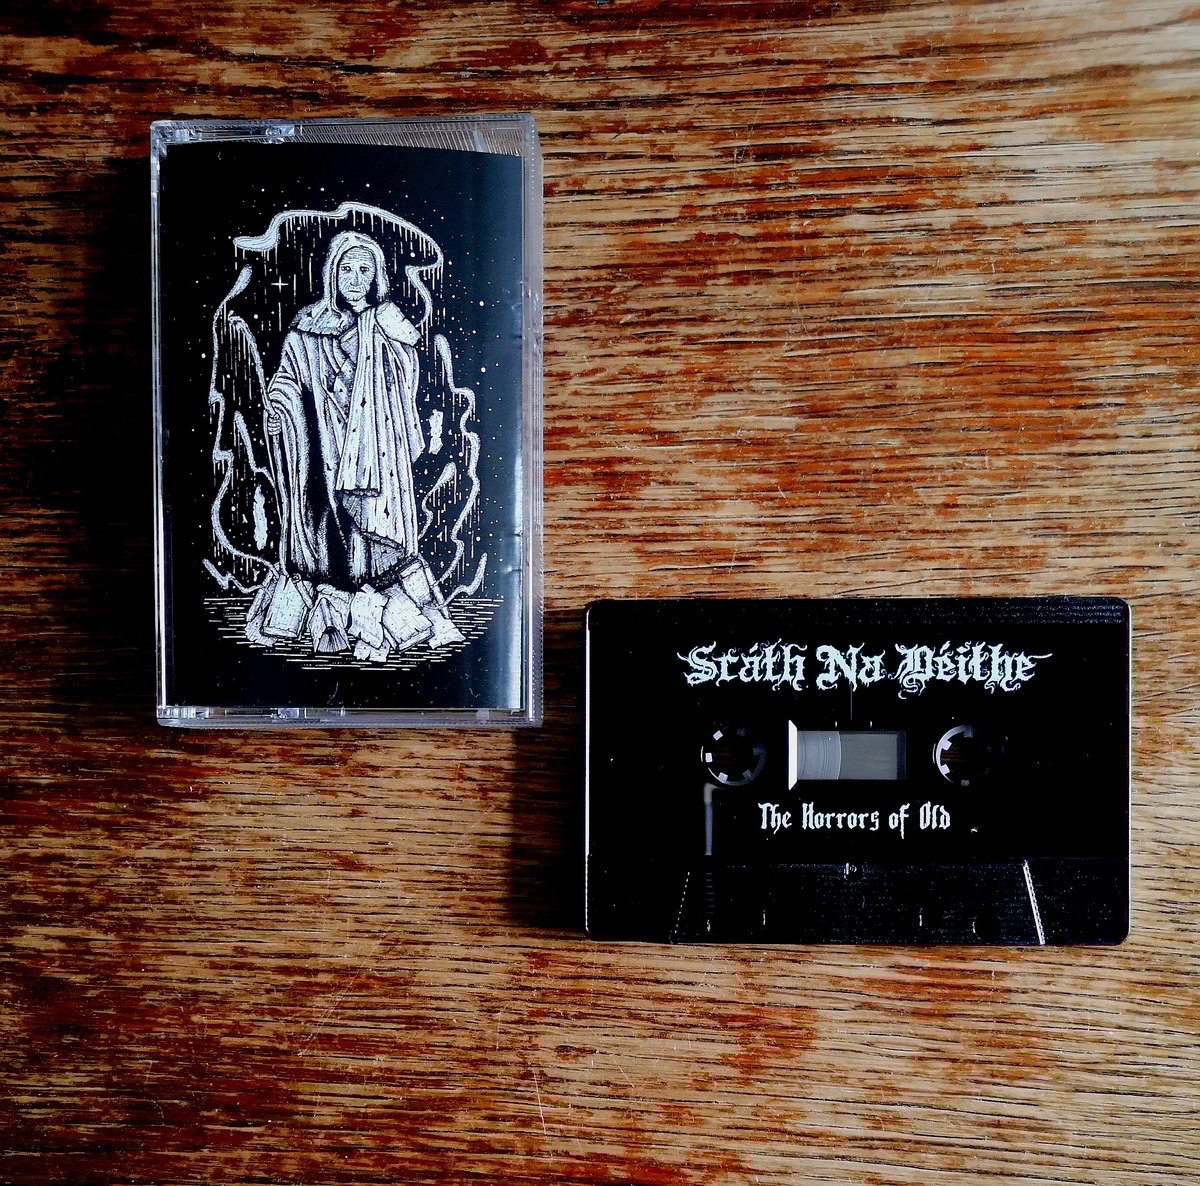 Scáth Na Déithe
The Horrors of Old